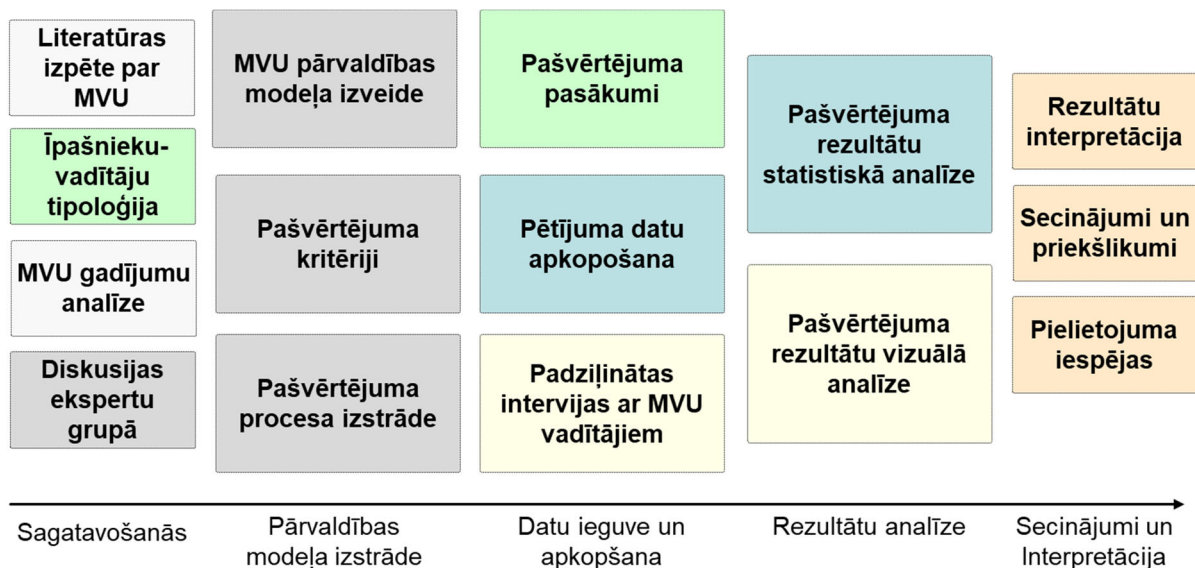 Literatūras
izpēte par
MVU
Īpašnieku-
vadītāju
tipoloģija
MVU gadījumu
analīze
Diskusijas
ekspertu
grupā
MVU pārvaldības
modeļa izveide
Pašvērtējuma
kritēriji
Pašvērtējuma
procesa izstrāde
Pašvērtējuma
pasākumi
Pētījuma datu
apkopošana
Padziļinātas
intervijas ar MVU
vadītājiem
Pašvērtējuma
rezultātu
statistiskā analīze
Pašvērtējuma
rezultātu vizuālā
analīze
Rezultātu
interpretācija
Secinājumi un
priekšlikumi
Pielietojuma
iespējas
Sagatavošanās
Pārvaldības
modeļa izstrāde
Datu ieguve un
apkopšana
Rezultātu analīze
Secinājumi un
Interpretācija